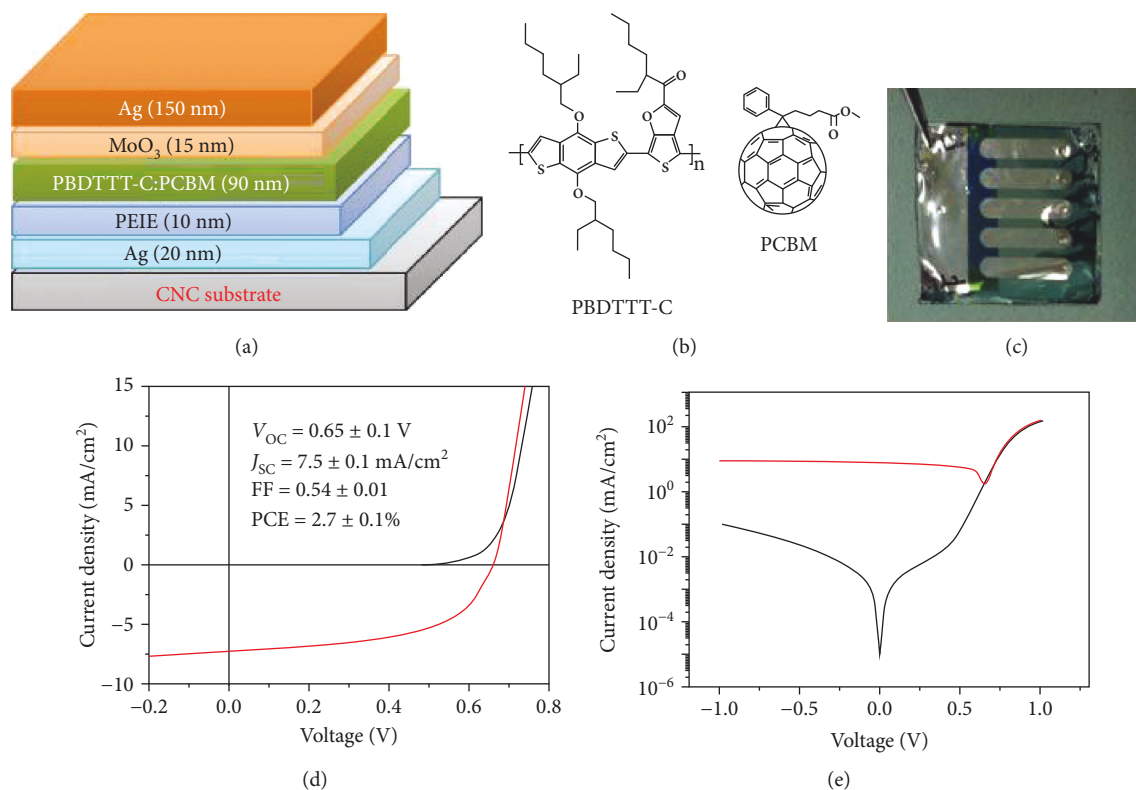 Ag (150 nm)
MoO₃ (15 nm)
PBDTTT-C:PCBM (90 nm)
PEIE (10 nm)
Ag (20 nm)
CNC substrate
(a)
O
O
O
O
S
S
S
n
PBDTTT-C
O
O
PCBM
(b)
(c)
Current density (mA/cm²)
15
10
5
0
−5
−10
V_OC = 0.65 ± 0.1 V
J_SC = 7.5 ± 0.1 mA/cm²
FF = 0.54 ± 0.01
PCE = 2.7 ± 0.1%
−0.2 0.0 0.2 0.4 0.6 0.8
Voltage (V)
(d)
Current density (mA/cm²)
10²
10⁰
10⁻²
10⁻⁴
10⁻⁶
−1.0 −0.5 0.0 0.5 1.0
Voltage (V)
(e)